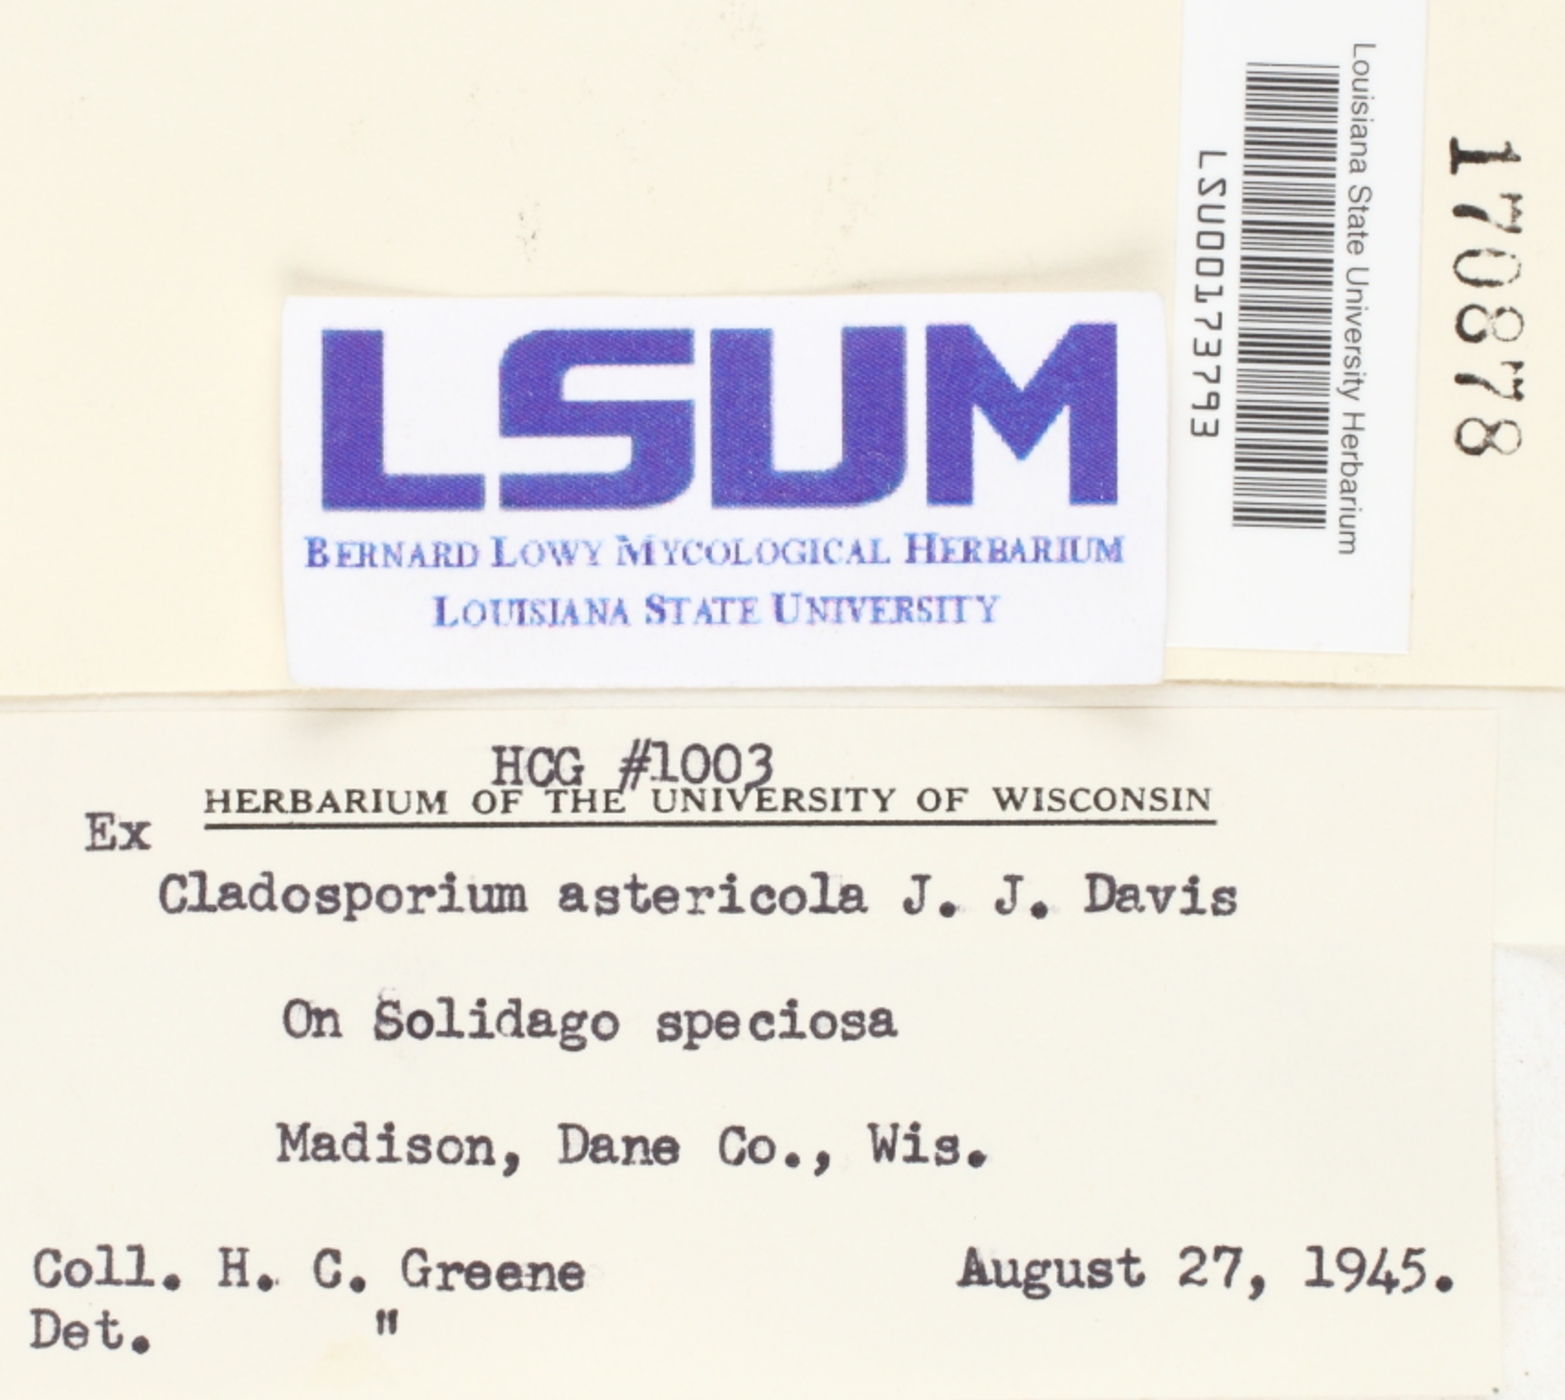 LSUM
BERNARD LOWY MYCOLOGICAL HERBARIUM
LOUISIANA STATE UNIVERSITY
LSU00173793
Louisiana State University Herbarium
170878
HCG #1003
HERBARIUM OF THE UNIVERSITY OF WISCONSIN
Ex
Cladosporium astericola J. J. Davis
On Solidago speciosa
Madison, Dane Co., Wis.
Coll. H. C. Greene August 27, 1945.
Det. "